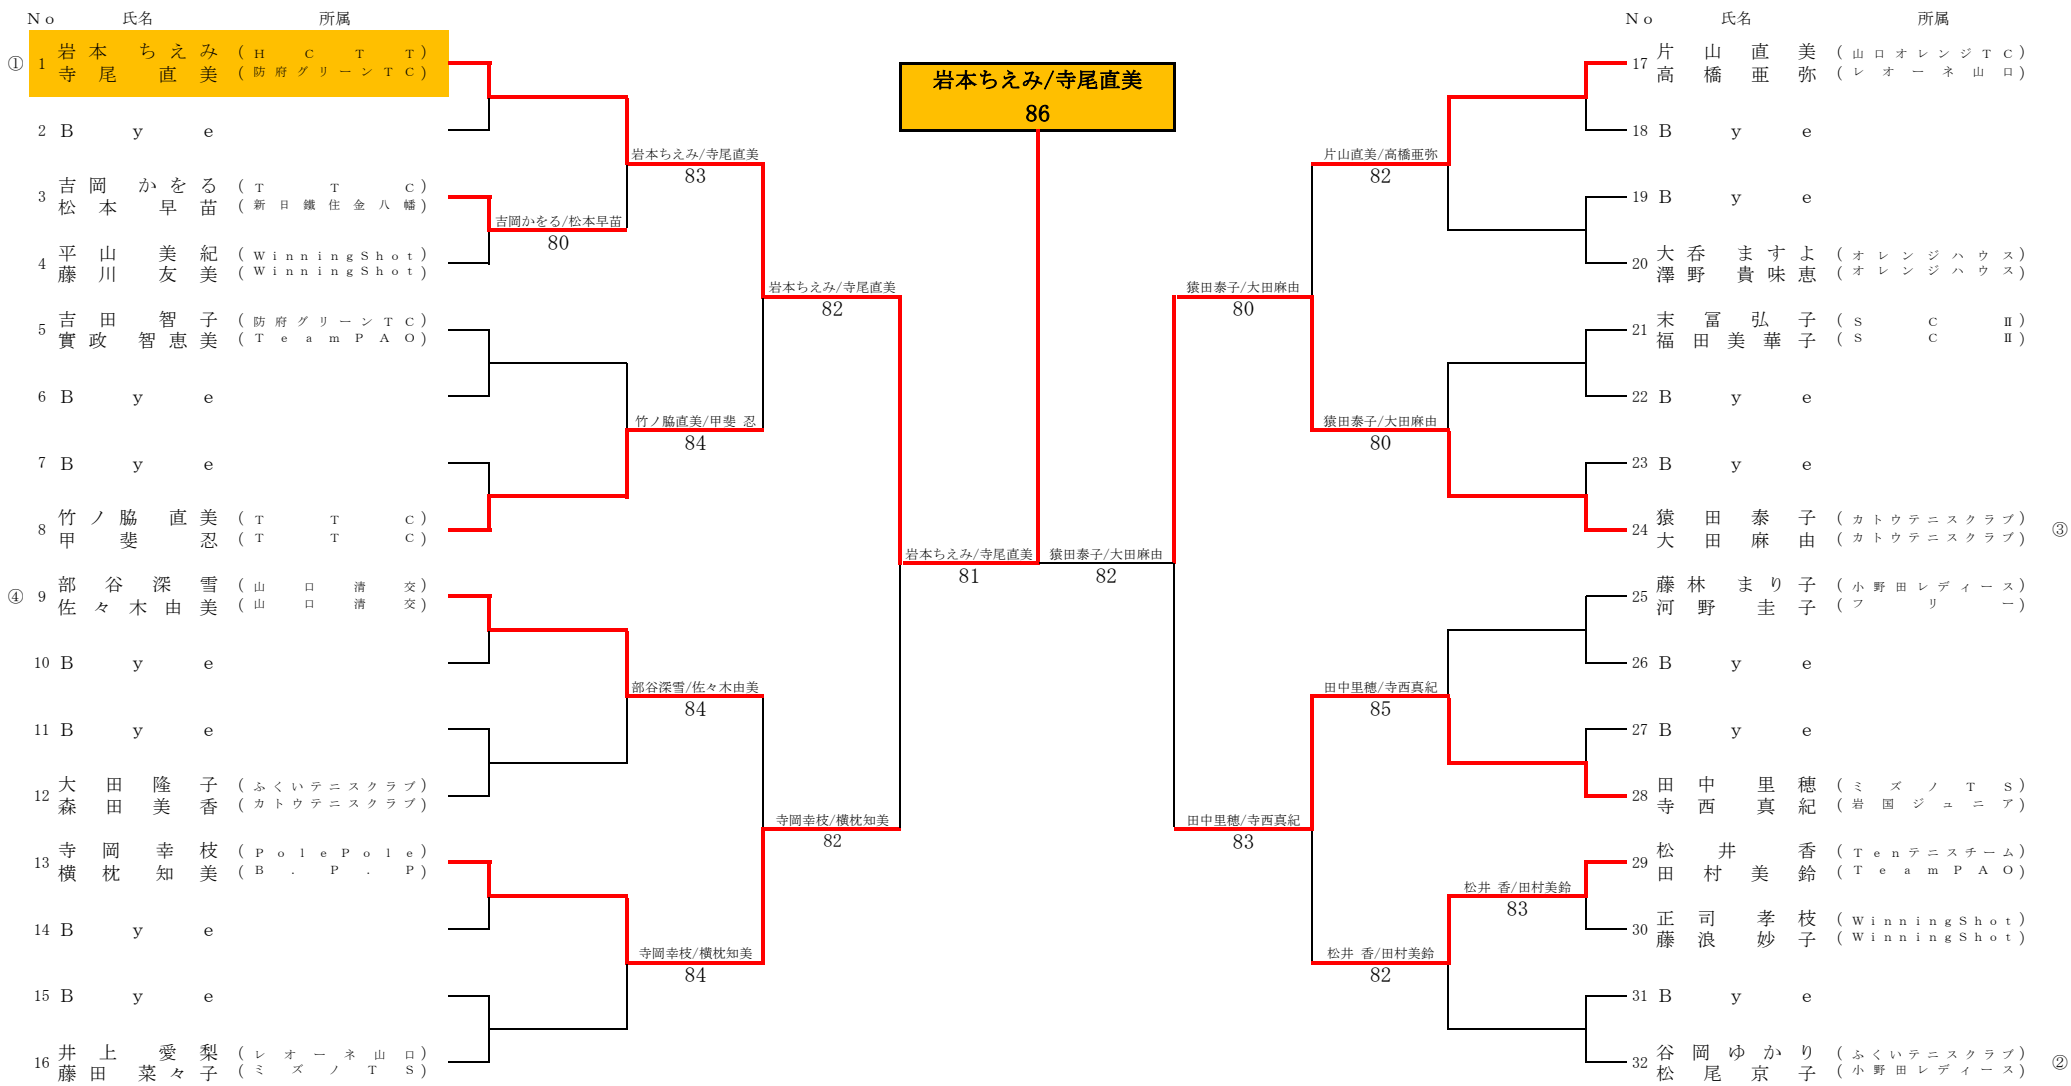 No 氏名 所属
① 1 岩本 ちえみ (HCTT)
寺尾 直美 (防府グリーンTC)
2 Bye
3 吉岡 かをる (TTC)
松本 早苗 (新日鐵住金八幡)
4 平山 美紀 (WinningShot)
藤川 友美 (WinningShot)
5 吉田 智子 (防府グリーンTC)
實政 智恵美 (TeamPAO)
6 Bye
7 Bye
8 竹ノ脇 直美 (TTC)
甲斐 忍 (TTC)
④ 9 部谷深雪 (山口清交)
佐々木由美 (山口清交)
10 Bye
11 Bye
12 大田隆子 (ふくいテニスクラブ)
森田美香 (カトウテニスクラブ)
13 寺岡幸枝 (PolePole)
横枕知美 (B.P.P)
14 Bye
15 Bye
16 井上愛梨 (レオーネ山口)
藤田菜々子 (ミズノTS)
吉岡かをる/松本早苗
80
岩本ちえみ/寺尾直美
83
竹ノ脇直美/甲斐 忍
84
部谷深雪/佐々木由美
84
寺岡幸枝/横枕知美
84
岩本ちえみ/寺尾直美
82
寺岡幸枝/横枕知美
82
岩本ちえみ/寺尾直美
81
岩本ちえみ/寺尾直美
86
猿田泰子/大田麻由
82
猿田泰子/大田麻由
80
田中里穂/寺西真紀
83
片山直美/高橋亜弥
82
猿田泰子/大田麻由
80
田中里穂/寺西真紀
85
松井 香/田村美鈴
82
松井 香/田村美鈴
83
No 氏名 所属
17 片山直美 (山口オレンジTC)
高橋亜弥 (レオーネ山口)
18 Bye
19 Bye
20 大呑 ますよ (オレンジハウス)
澤野 貴味恵 (オレンジハウス)
21 末冨弘子 (SCⅡ)
福田美華子 (SCⅡ)
22 Bye
23 Bye
24 猿田泰子 (カトウテニスクラブ) ③
大田麻由 (カトウテニスクラブ)
25 藤林 まり子 (小野田レディース)
河野 圭子 (フリー)
26 Bye
27 Bye
28 田中里穂 (ミズノTS)
寺西真紀 (岩国ジュニア)
29 松井香 (Tenテニスチーム)
田村美鈴 (TeamPAO)
30 正司孝枝 (WinningShot)
藤浪妙子 (WinningShot)
31 Bye
32 谷岡ゆかり (ふくいテニスクラブ) ②
松尾京子 (小野田レディース)